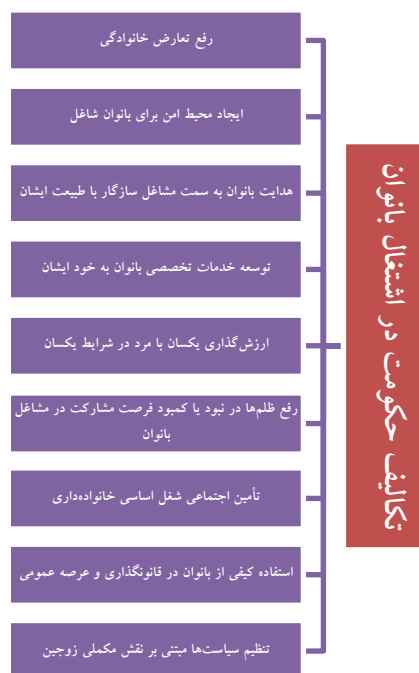 تکالیف حکومت در اشتغال بانوان
رفع تعارض خانوادگی
ایجاد محیط امن برای بانوان شاغل
هدایت بانوان به سمت مشاغل سازگار با طبیعت ایشان
توسعه خدمات تخصصی بانوان به خود ایشان
ارزش‌گذاری یکسان با مرد در شرایط یکسان
رفع ظلم‌ها در نبود یا کمبود فرصت مشارکت در مشاغل
بانوان
تأمین اجتماعی شغل اساسی خانواده‌داری
استفاده کیفی از بانوان در قانونگذاری و عرصه عمومی
تنظیم سیاست‌ها مبتنی بر نقش مکملی زوجین